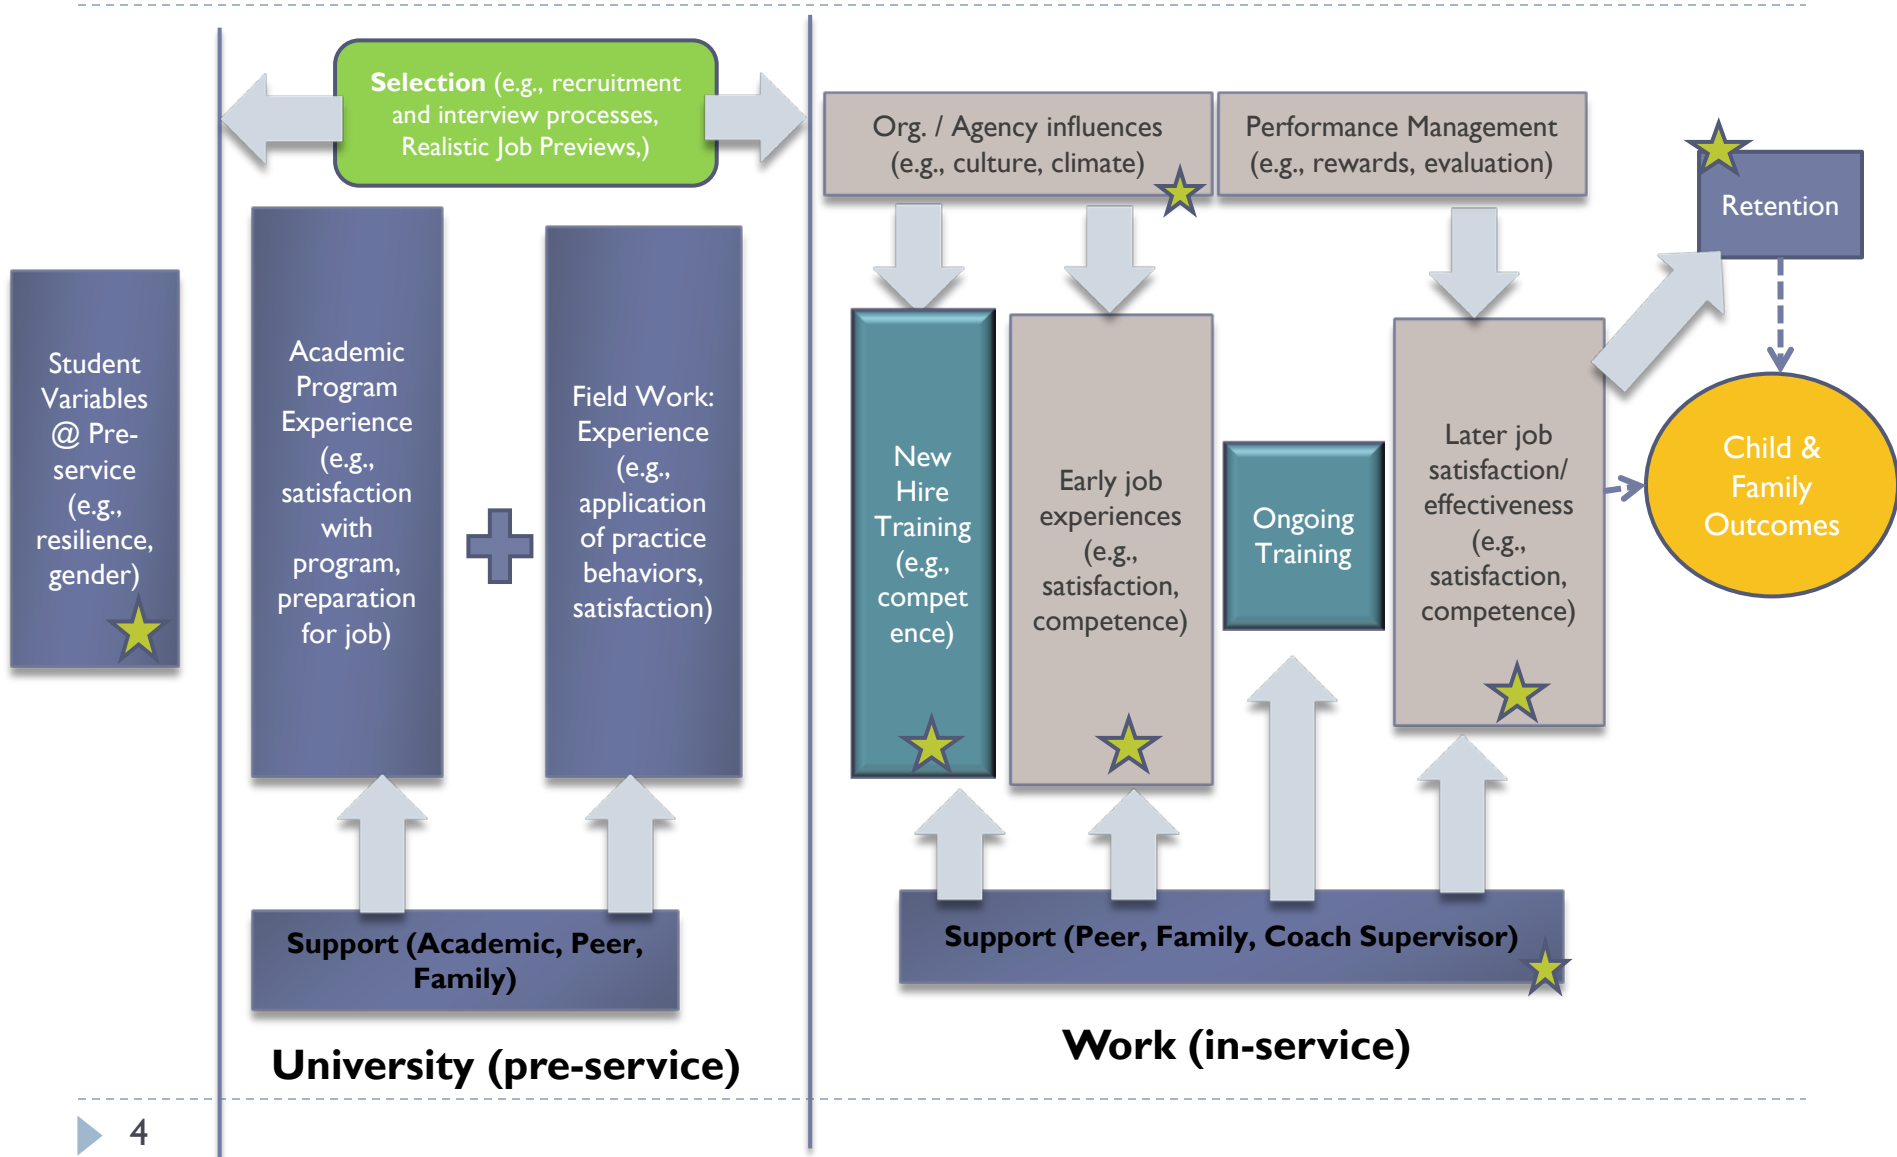 Selection (e.g., recruitment
and interview processes,
Realistic Job Previews,)
Org. / Agency influences
(e.g., culture, climate)
Performance Management
(e.g., rewards, evaluation)
Retention
Student
Variables
@ Pre-
service
(e.g.,
resilience,
gender)
Academic
Program
Experience
(e.g.,
satisfaction
with
program,
preparation
for job)
Field Work:
Experience
(e.g.,
application
of practice
behaviors,
satisfaction)
New
Hire
Training
(e.g.,
compet
ence)
Early job
experiences
(e.g.,
satisfaction,
competence)
Ongoing
Training
Later job
satisfaction/
effectiveness
(e.g.,
satisfaction,
competence)
Child &
Family
Outcomes
Support (Academic, Peer,
Family)
Support (Peer, Family, Coach Supervisor)
University (pre-service)
Work (in-service)
4